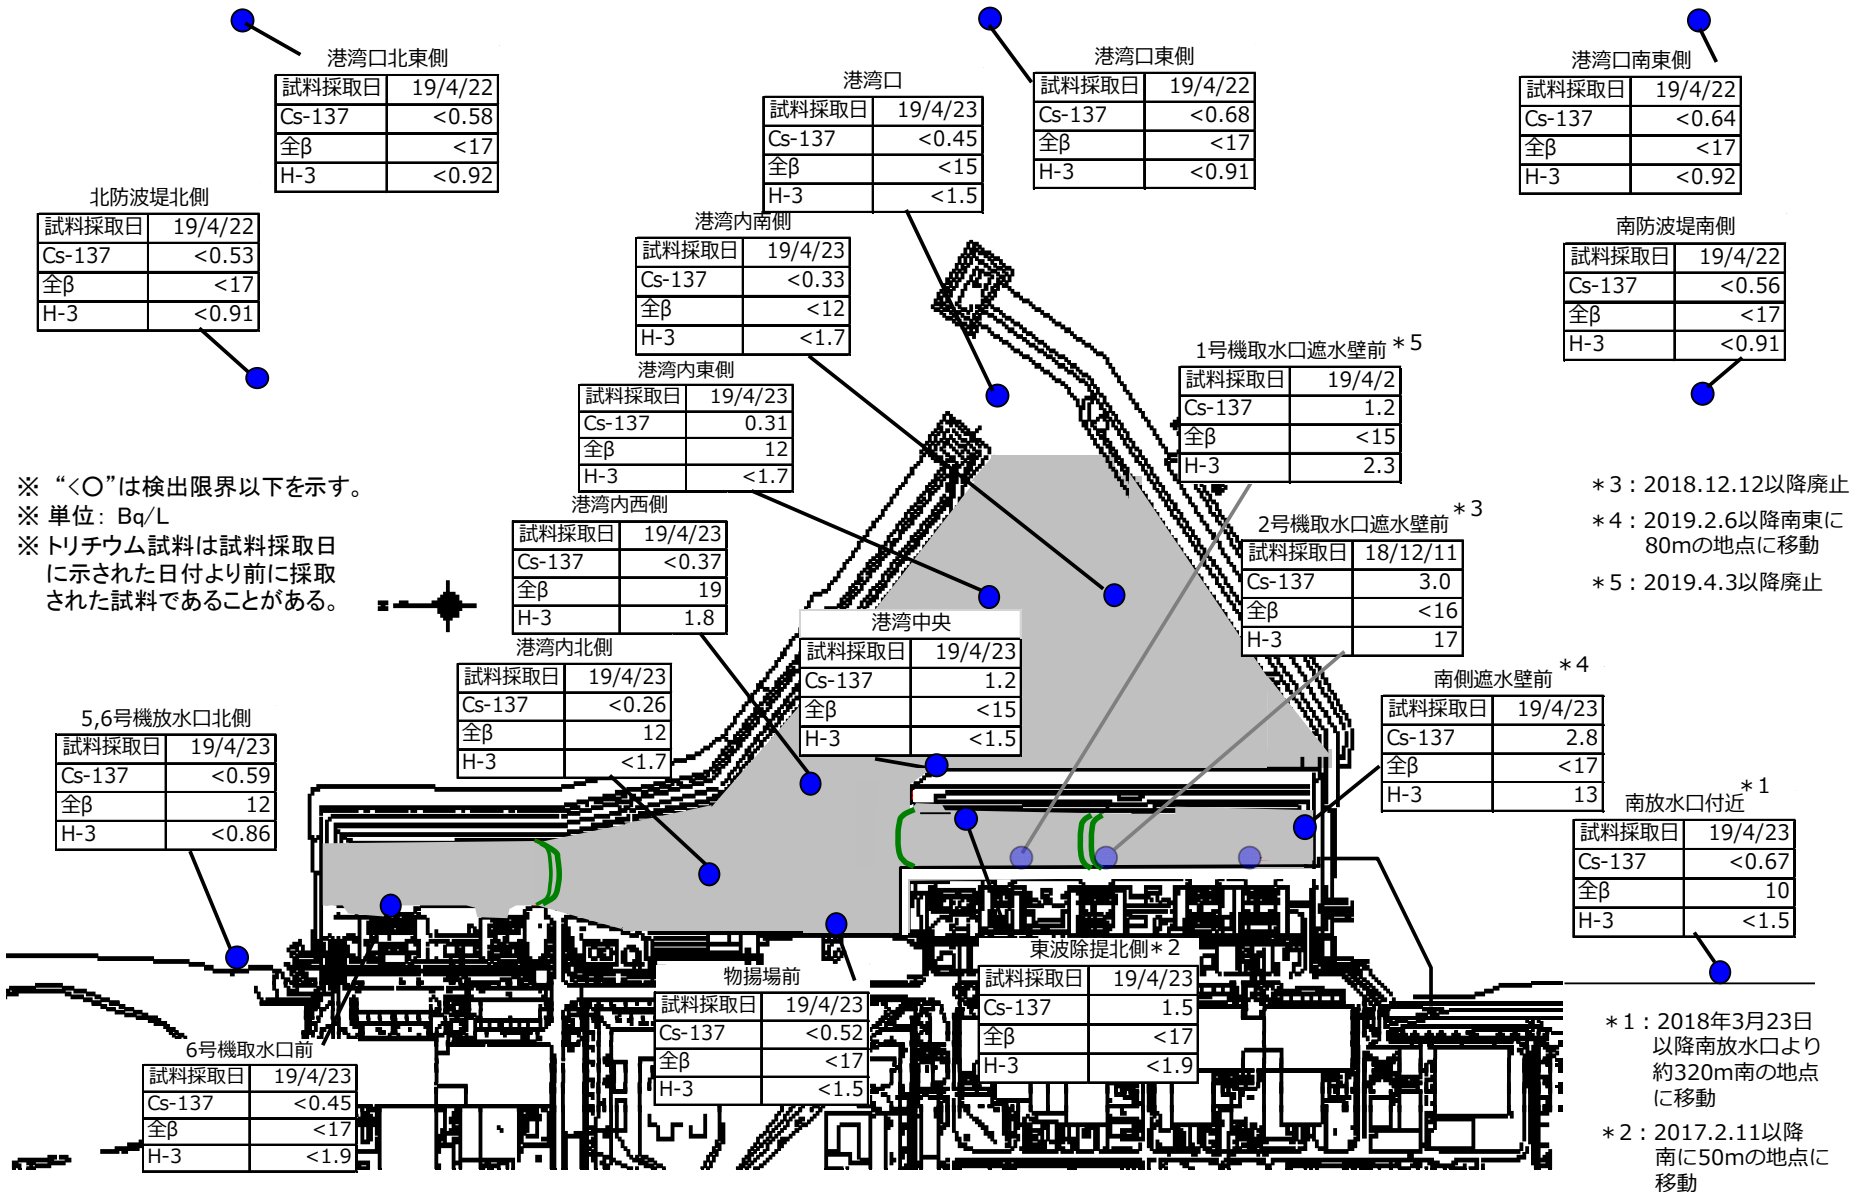 港湾口北東側
試料採取日 19/4/22
Cs-137 <0.58
全β <17
H-3 <0.92
港湾口
試料採取日 19/4/23
Cs-137 <0.45
全β <15
H-3 <1.5
港湾口東側
試料採取日 19/4/22
Cs-137 <0.68
全β <17
H-3 <0.91
港湾口南東側
試料採取日 19/4/22
Cs-137 <0.64
全β <17
H-3 <0.92
北防波堤北側
試料採取日 19/4/22
Cs-137 <0.53
全β <17
H-3 <0.91
港湾内南側
試料採取日 19/4/23
Cs-137 <0.33
全β <12
H-3 <1.7
南防波堤南側
試料採取日 19/4/22
Cs-137 <0.56
全β <17
H-3 <0.91
港湾内東側
試料採取日 19/4/23
Cs-137 0.31
全β 12
H-3 <1.7
1号機取水口遮水壁前 *5
試料採取日 19/4/2
Cs-137 1.2
全β <15
H-3 2.3
※ “<○”は検出限界以下を示す。
※ 単位: Bq/L
※ トリチウム試料は試料採取日
に示された日付より前に採取
された試料であることがある。
港湾内西側
試料採取日 19/4/23
Cs-137 <0.37
全β 19
H-3 1.8
2号機取水口遮水壁前 *3
試料採取日 18/12/11
Cs-137 3.0
全β <16
H-3 17
*3:2018.12.12以降廃止
*4:2019.2.6以降南東に
80mの地点に移動
*5:2019.4.3以降廃止
港湾内北側
試料採取日 19/4/23
Cs-137 <0.26
全β 12
H-3 <1.7
港湾中央
試料採取日 19/4/23
Cs-137 1.2
全β <15
H-3 <1.5
南側遮水壁前 *4
試料採取日 19/4/23
Cs-137 2.8
全β <17
H-3 13
5,6号機放水口北側
試料採取日 19/4/23
Cs-137 <0.59
全β 12
H-3 <0.86
南放水口付近 *1
試料採取日 19/4/23
Cs-137 <0.67
全β 10
H-3 <1.5
物揚場前
試料採取日 19/4/23
Cs-137 <0.52
全β <17
H-3 <1.5
東波除堤北側*2
試料採取日 19/4/23
Cs-137 1.5
全β <17
H-3 <1.9
6号機取水口前
試料採取日 19/4/23
Cs-137 <0.45
全β <17
H-3 <1.9
*1:2018年3月23日
以降南放水口より
約320m南の地点
に移動
*2:2017.2.11以降
南に50mの地点に
移動